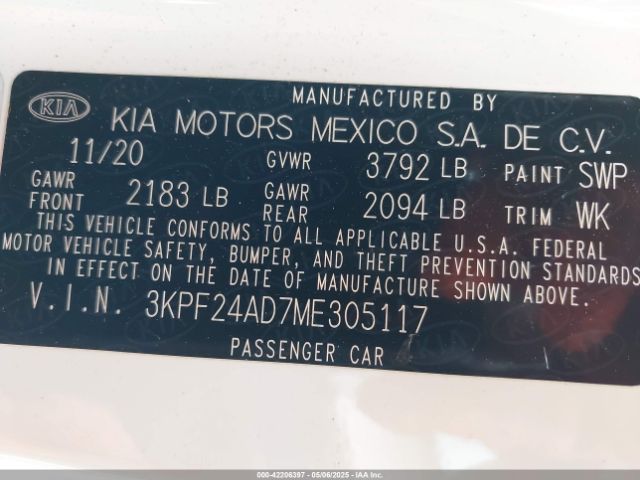 MANUFACTURED BY
KIA KIA MOTORS MEXICO S.A. DE C.V.
11/20 GVWR 3792 LB PAINT SWP
GAWR FRONT 2183 LB GAWR REAR 2094 LB TRIM WK
THIS VEHICLE CONFORMS TO ALL APPLICABLE U.S.A. FEDERAL
MOTOR VEHICLE SAFETY, BUMPER, AND THEFT PREVENTION STANDARDS
IN EFFECT ON THE DATE OF MANUFACTURE SHOWN ABOVE.
V.I.N. 3KPF24AD7ME305117
PASSENGER CAR
000-42206397 - 05/06/2025 - IAA Inc.